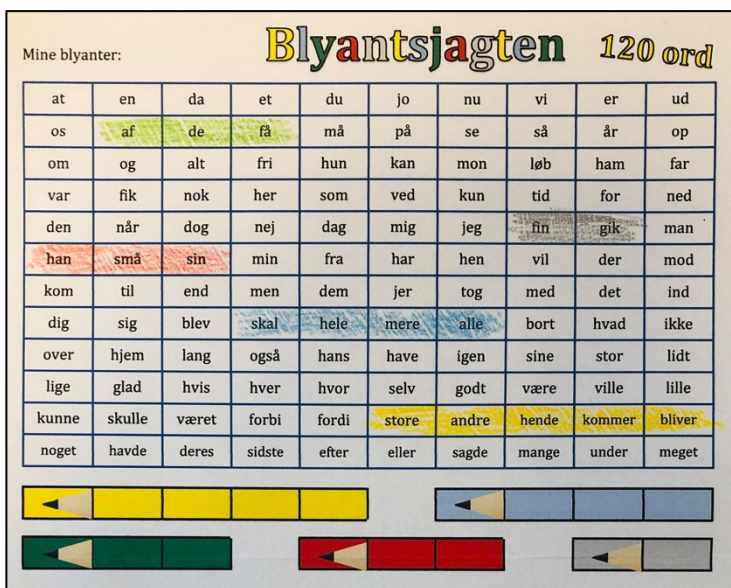 Mine blyanter: Blyantsjagten 120 ord
at en da et du jo nu vi er ud
os af de få må på se så år op
om og alt fri hun kan mon løb ham far
var fik nok her som ved kun tid for ned
den når dog nej dag mig jeg fin gik man
han små sin min fra har hen vil der mod
kom til end men dem jer tog med det ind
dig sig blev skal hele mere alle bort hvad ikke
over hjem lang også hans have igen sine stor lidt
lige glad hvis hver hvor selv godt være ville lille
kunne skulle været forbi fordi store andre hende kommer bliver
noget havde deres sidste efter eller sagde mange under meget